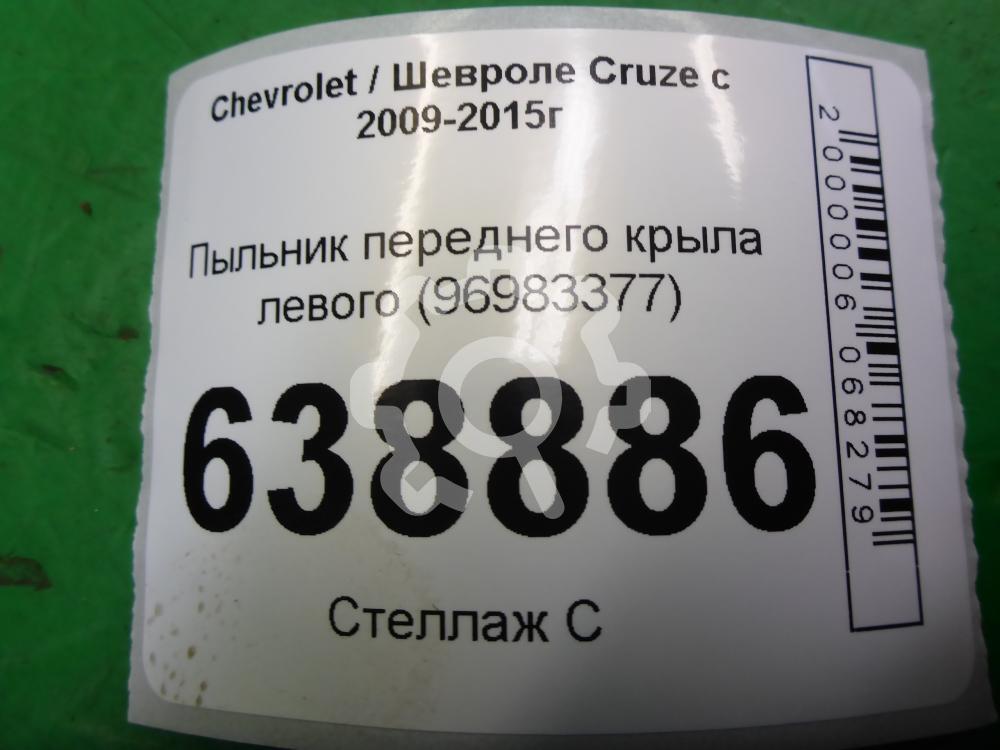 Chevrolet / Шевроле Cruze с
2009-2015г
Пыльник переднего крыла
левого (96983377)
638886
Стеллаж С
2000006068279